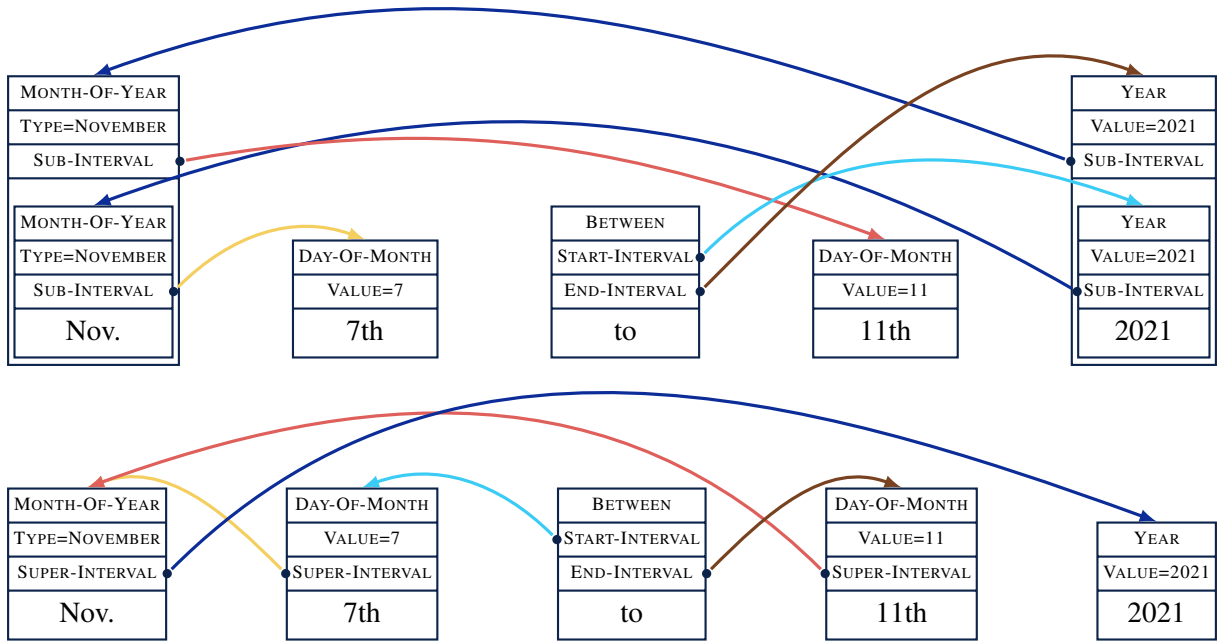 MONTH-OF-YEAR
TYPE=NOVEMBER
SUB-INTERVAL
MONTH-OF-YEAR
TYPE=NOVEMBER
SUB-INTERVAL
Nov.
DAY-OF-MONTH
VALUE=7
7th
BETWEEN
START-INTERVAL
END-INTERVAL
to
DAY-OF-MONTH
VALUE=11
11th
YEAR
VALUE=2021
SUB-INTERVAL
YEAR
VALUE=2021
SUB-INTERVAL
2021
MONTH-OF-YEAR
TYPE=NOVEMBER
SUPER-INTERVAL
Nov.
DAY-OF-MONTH
VALUE=7
SUPER-INTERVAL
7th
BETWEEN
START-INTERVAL
END-INTERVAL
to
DAY-OF-MONTH
VALUE=11
SUPER-INTERVAL
11th
YEAR
VALUE=2021
2021